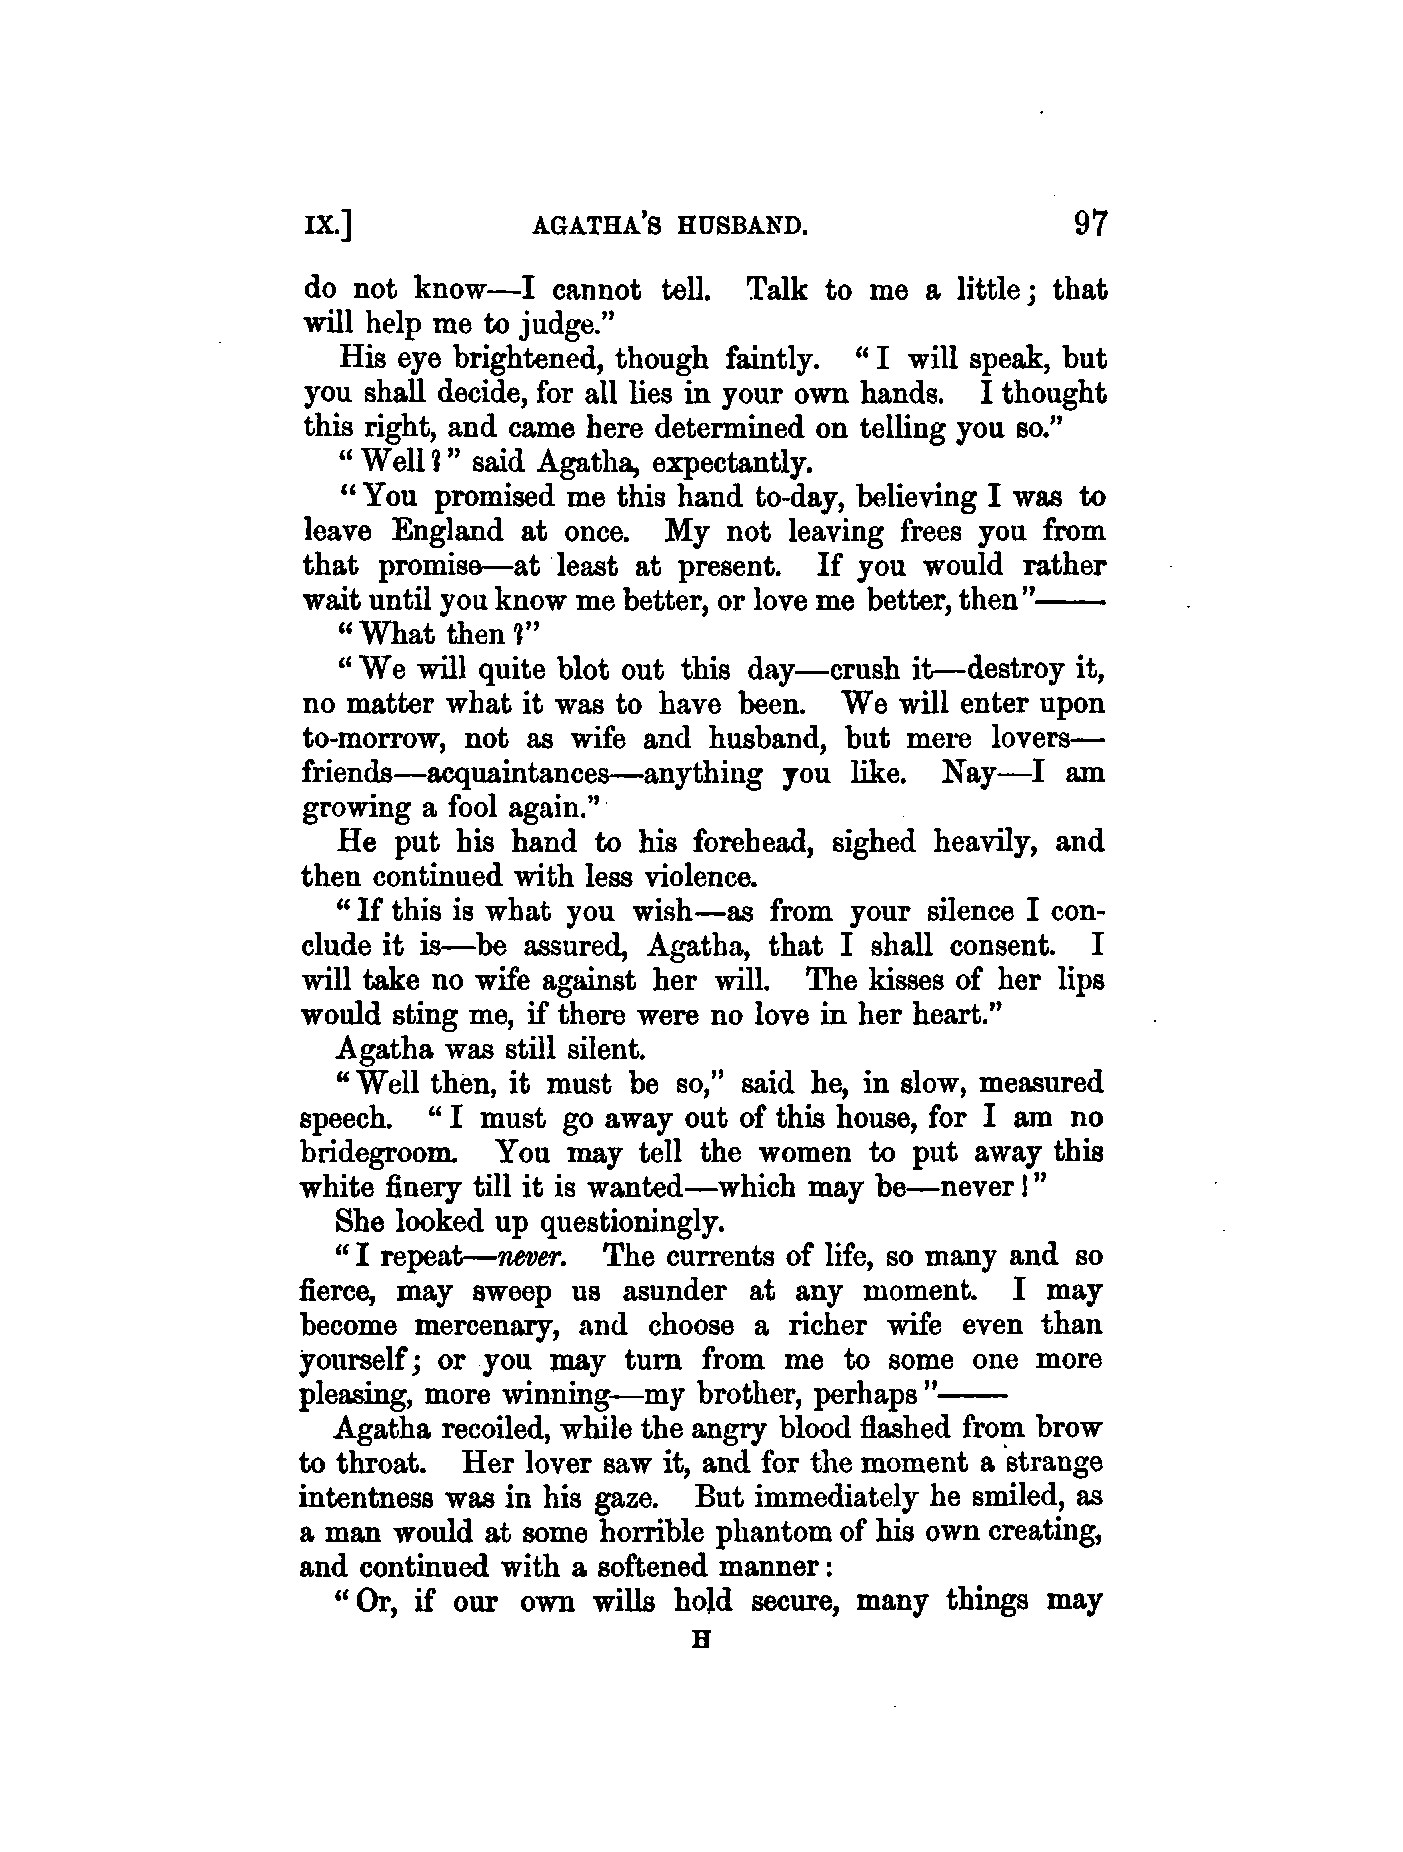 IX.] AGATHA'S HUSBAND. 97
do not know—I cannot tell. Talk to me a little; that
will help me to judge."
His eye brightened, though faintly. "I will speak, but
you shall decide, for all lies in your own hands. I thought
this right, and came here determined on telling you so."
"Well?" said Agatha, expectantly.
"You promised me this hand to-day, believing I was to
leave England at once. My not leaving frees you from
that promise—at least at present. If you would rather
wait until you know me better, or love me better, then"——
"What then?"
"We will quite blot out this day—crush it—destroy it,
no matter what it was to have been. We will enter upon
to-morrow, not as wife and husband, but mere lovers—
friends—acquaintances—anything you like. Nay—I am
growing a fool again."
He put his hand to his forehead, sighed heavily, and
then continued with less violence.
"If this is what you wish—as from your silence I con-
clude it is—be assured, Agatha, that I shall consent. I
will take no wife against her will. The kisses of her lips
would sting me, if there were no love in her heart."
Agatha was still silent.
"Well then, it must be so," said he, in slow, measured
speech. "I must go away out of this house, for I am no
bridegroom. You may tell the women to put away this
white finery till it is wanted—which may be—never!"
She looked up questioningly.
"I repeat—never. The currents of life, so many and so
fierce, may sweep us asunder at any moment. I may
become mercenary, and choose a richer wife even than
yourself; or you may turn from me to some one more
pleasing, more winning—my brother, perhaps"——
Agatha recoiled, while the angry blood flashed from brow
to throat. Her lover saw it, and for the moment a strange
intentness was in his gaze. But immediately he smiled, as
a man would at some horrible phantom of his own creating,
and continued with a softened manner:
"Or, if our own wills hold secure, many things may
H